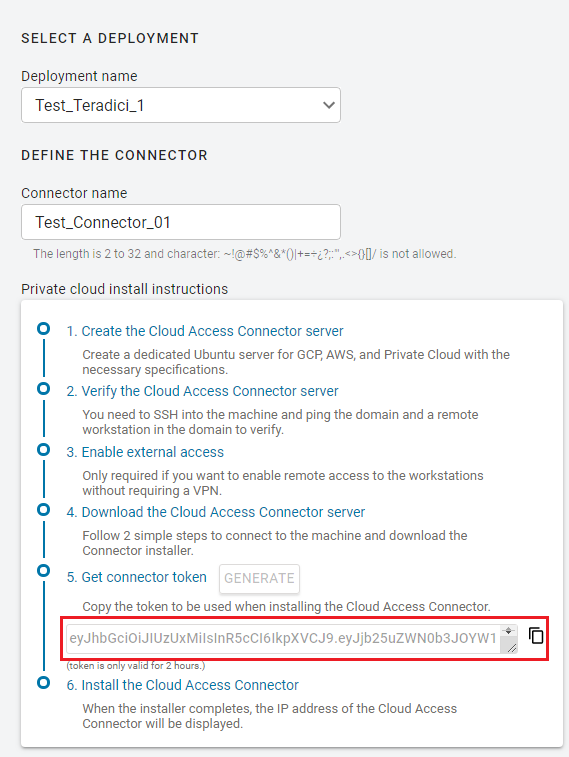 SELECT A DEPLOYMENT
Deployment name
Test_Teradici_1
DEFINE THE CONNECTOR
Connector name
Test_Connector_01
The length is 2 to 32 and character: ~!@#$%^&*()|+=÷¿?;:'",.<>{}[]/ is not allowed.
Private cloud install instructions
1. Create the Cloud Access Connector server
Create a dedicated Ubuntu server for GCP, AWS, and Private Cloud with the
necessary specifications.
2. Verify the Cloud Access Connector server
You need to SSH into the machine and ping the domain and a remote
workstation in the domain to verify.
3. Enable external access
Only required if you want to enable remote access to the workstations
without requiring a VPN.
4. Download the Cloud Access Connector server
Follow 2 simple steps to connect to the machine and download the
Connector installer.
5. Get connector token GENERATE
Copy the token to be used when installing the Cloud Access Connector.
eyJhbGciOiJIUzUxMiIsInR5cCI6IkpXVCJ9.eyJjb25uZWN0b3JOYW1
(token is only valid for 2 hours.)
6. Install the Cloud Access Connector
When the installer completes, the IP address of the Cloud Access
Connector will be displayed.